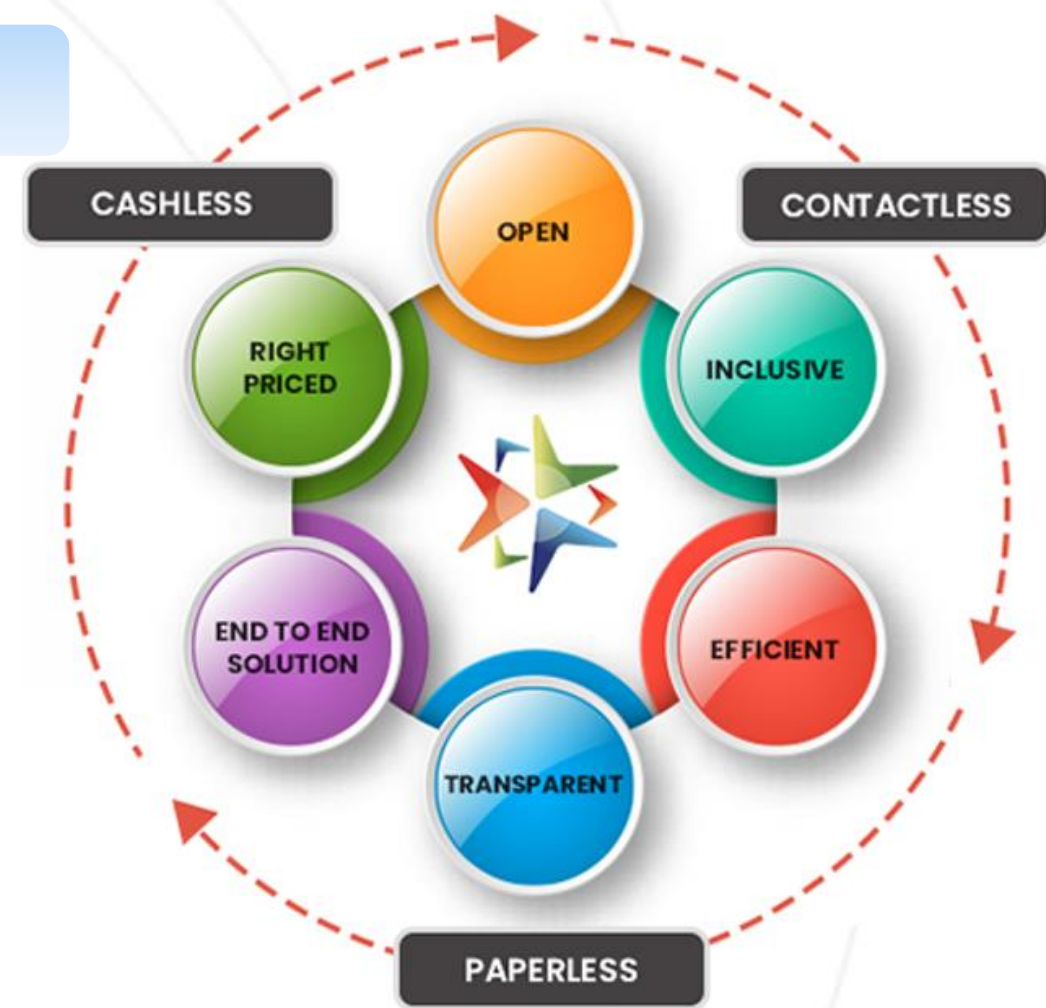 CASHLESS
CONTACTLESS
OPEN
RIGHT
PRICED
INCLUSIVE
END TO END
SOLUTION
EFFICIENT
TRANSPARENT
PAPERLESS